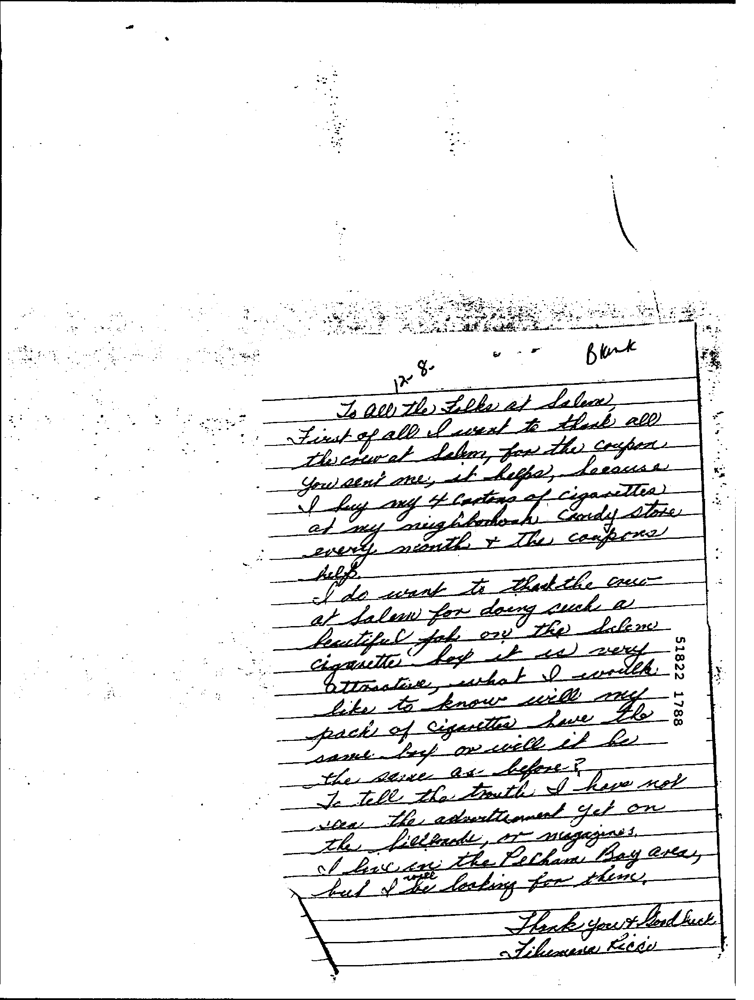 12-8-
Blank
To all the Folks at Salem,
First of all I want to thank all
the crew at Salem, for the coupon
you sent me, it helps, because
I buy my 4 Cartons of cigarettes
at my neighborhook Candy store
every month + the coupons
help.
I do want to thank the crew
at Salem for doing such a
beautiful job on the Salem
cigarette box it is very
attractive, what I would
like to know will my
pack of cigarettes have the
same box or will it be
the same as before?
To tell the trouth I have not
seen the advertisement yet on
the billboards, or magazines.
I live in the Pelham Bay area,
but I will be looking for them.
Thank you & Good luck
Filumena Ricci
51822 1788